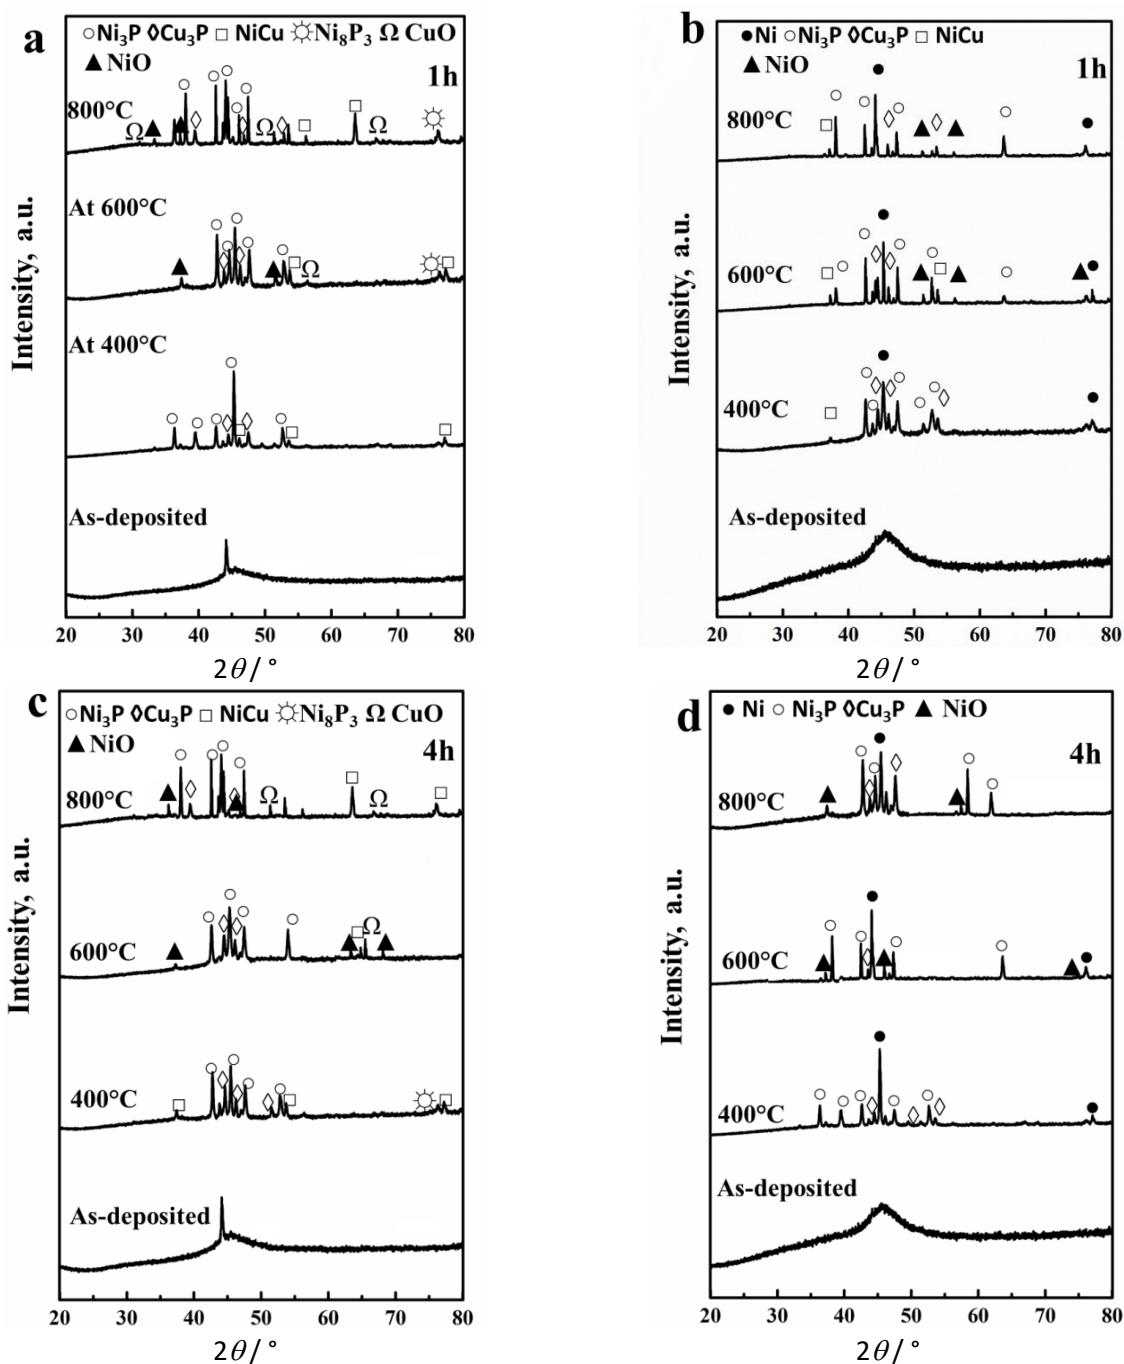 a
○Ni₃P ◊Cu₃P □ NiCu ☼Ni₈P₃ Ω CuO
▲ NiO
1h
800°C
At 600°C
At 400°C
As-deposited
Intensity, a.u.
20 30 40 50 60 70 80
2θ/°
b
●Ni ○Ni₃P ◊Cu₃P □ NiCu
▲ NiO
1h
800°C
600°C
400°C
As-deposited
Intensity, a.u.
20 30 40 50 60 70 80
2θ/°
c
○Ni₃P ◊Cu₃P □ NiCu ☼Ni₈P₃ Ω CuO
▲ NiO
4h
800°C
600°C
400°C
As-deposited
Intensity, a.u.
20 30 40 50 60 70 80
2θ/°
d
● Ni ○ Ni₃P ◊Cu₃P ▲ NiO
4h
800°C
600°C
400°C
As-deposited
Intensity, a.u.
20 30 40 50 60 70 80
2θ/°